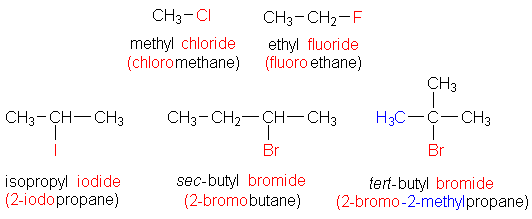 CH3-Cl
CH3-CH2-F
methyl chloride
(chloromethane)
ethyl fluoride
(fluoroethane)
CH3-CH-CH3
I
isopropyl iodide
(2-iodopropane)
CH3-CH2-CH-CH3
Br
sec-butyl bromide
(2-bromobutane)
CH3
H3C-C-CH3
Br
tert-butyl bromide
(2-bromo-2-methylpropane)